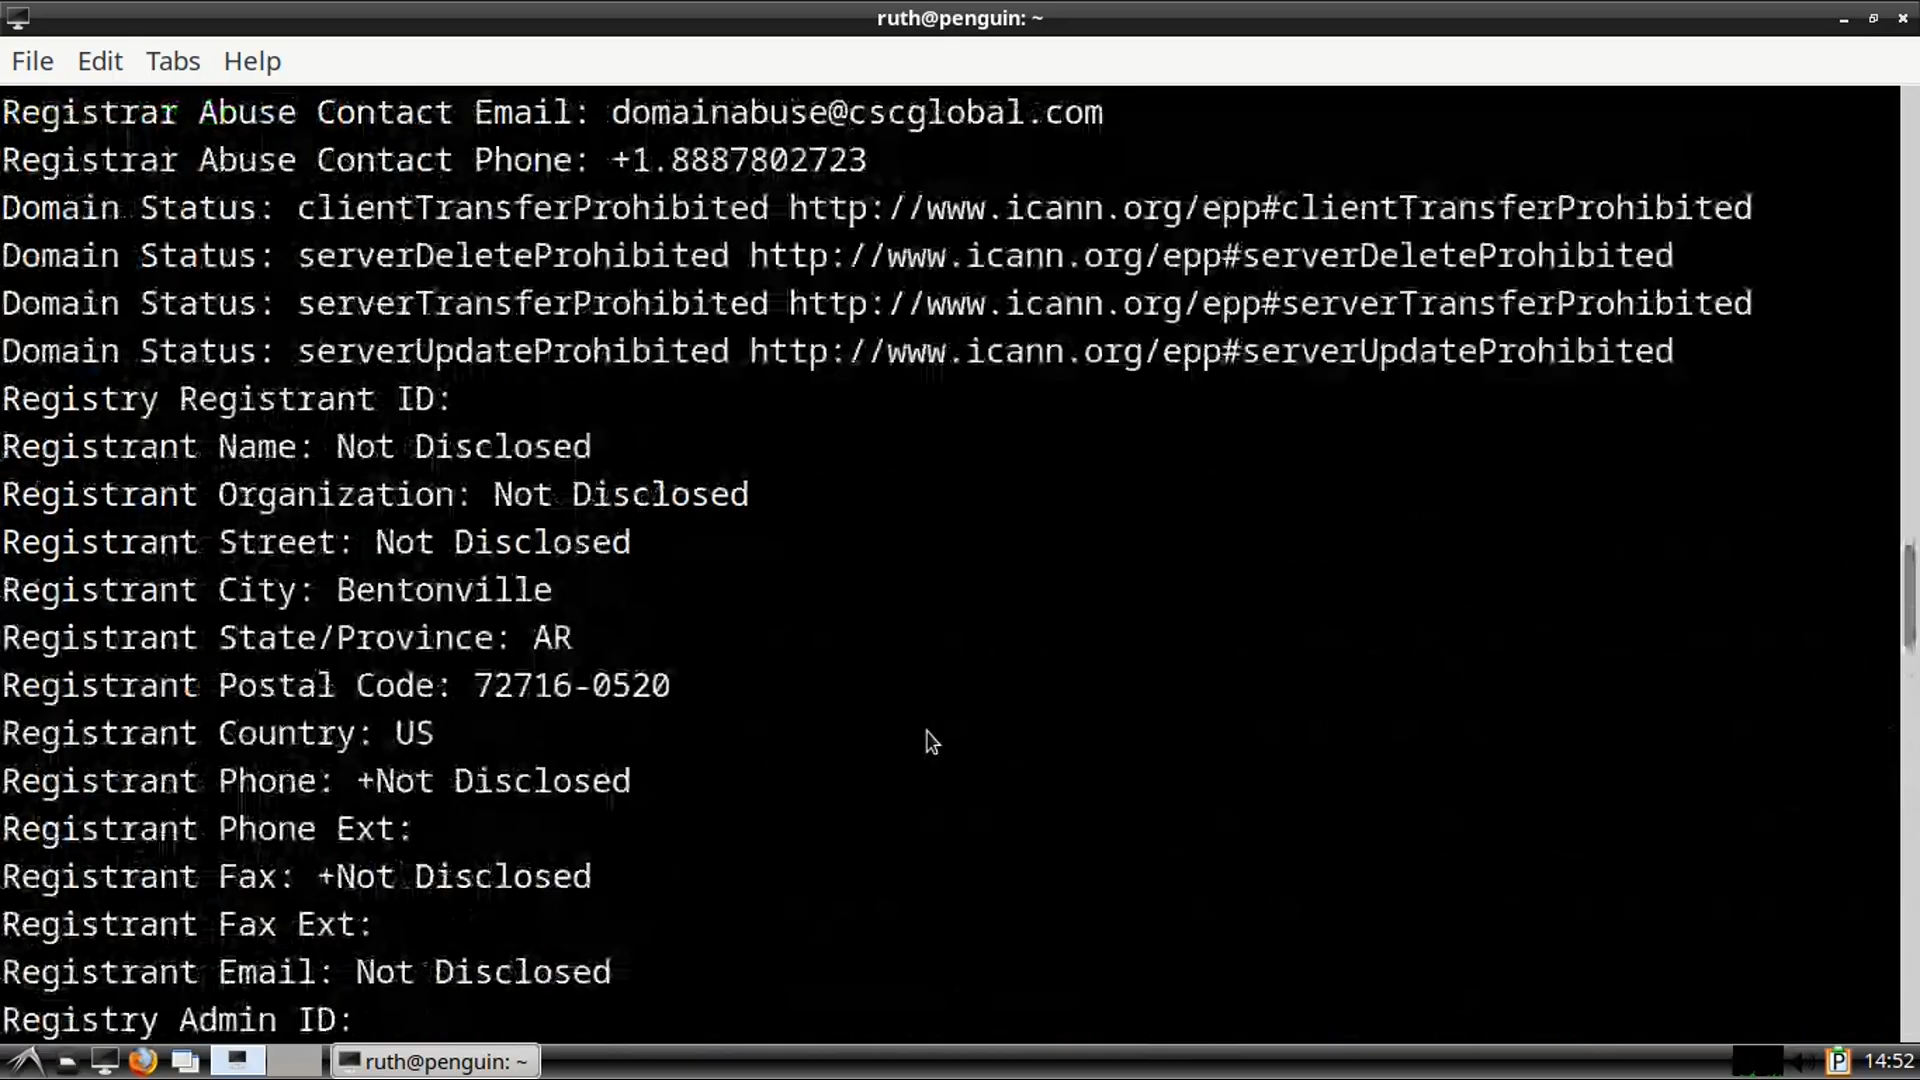 ruth@penguin: ~
File Edit Tabs Help
Registrar Abuse Contact Email: domainabuse@cscglobal.com
Registrar Abuse Contact Phone: +1.8887802723
Domain Status: clientTransferProhibited http://www.icann.org/epp#clientTransferProhibited
Domain Status: serverDeleteProhibited http://www.icann.org/epp#serverDeleteProhibited
Domain Status: serverTransferProhibited http://www.icann.org/epp#serverTransferProhibited
Domain Status: serverUpdateProhibited http://www.icann.org/epp#serverUpdateProhibited
Registry Registrant ID:
Registrant Name: Not Disclosed
Registrant Organization: Not Disclosed
Registrant Street: Not Disclosed
Registrant City: Bentonville
Registrant State/Province: AR
Registrant Postal Code: 72716-0520
Registrant Country: US
Registrant Phone: +Not Disclosed
Registrant Phone Ext:
Registrant Fax: +Not Disclosed
Registrant Fax Ext:
Registrant Email: Not Disclosed
Registry Admin ID:
ruth@penguin: ~
P
14:52